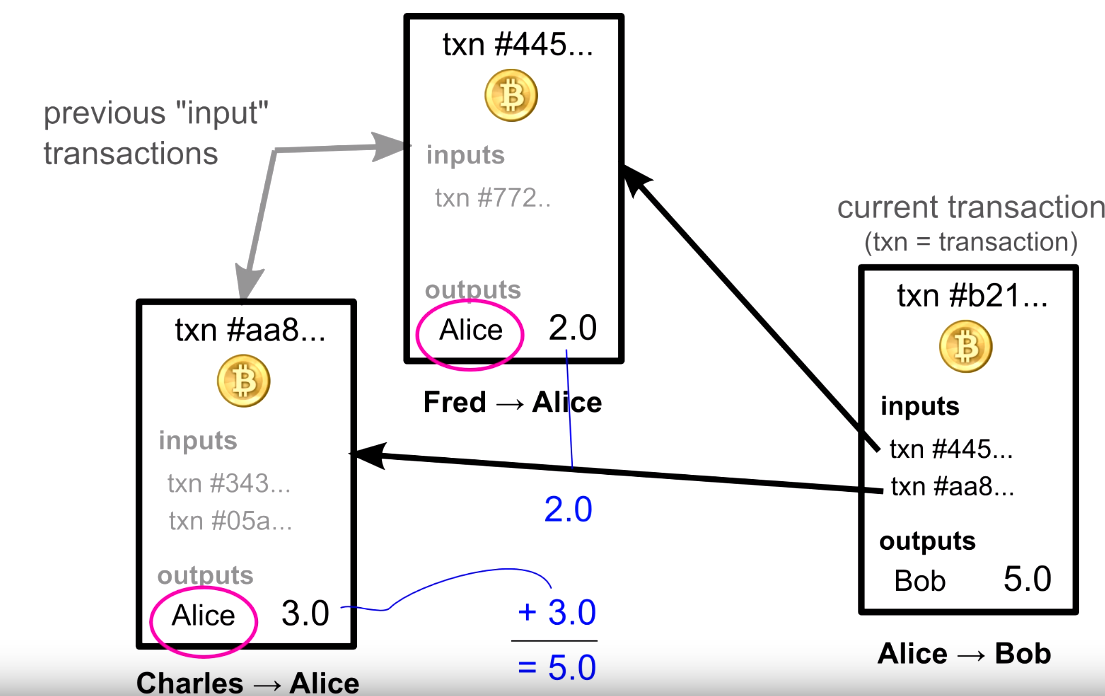 previous "input"
transactions
txn #445...
inputs
txn #772..
outputs
Alice 2.0
Fred → Alice
current transaction
(txn = transaction)
txn #b21...
inputs
txn #445...
txn #aa8...
outputs
Bob 5.0
Alice → Bob
txn #aa8...
inputs
txn #343...
txn #05a...
outputs
Alice 3.0
Charles → Alice
2.0
+ 3.0
= 5.0